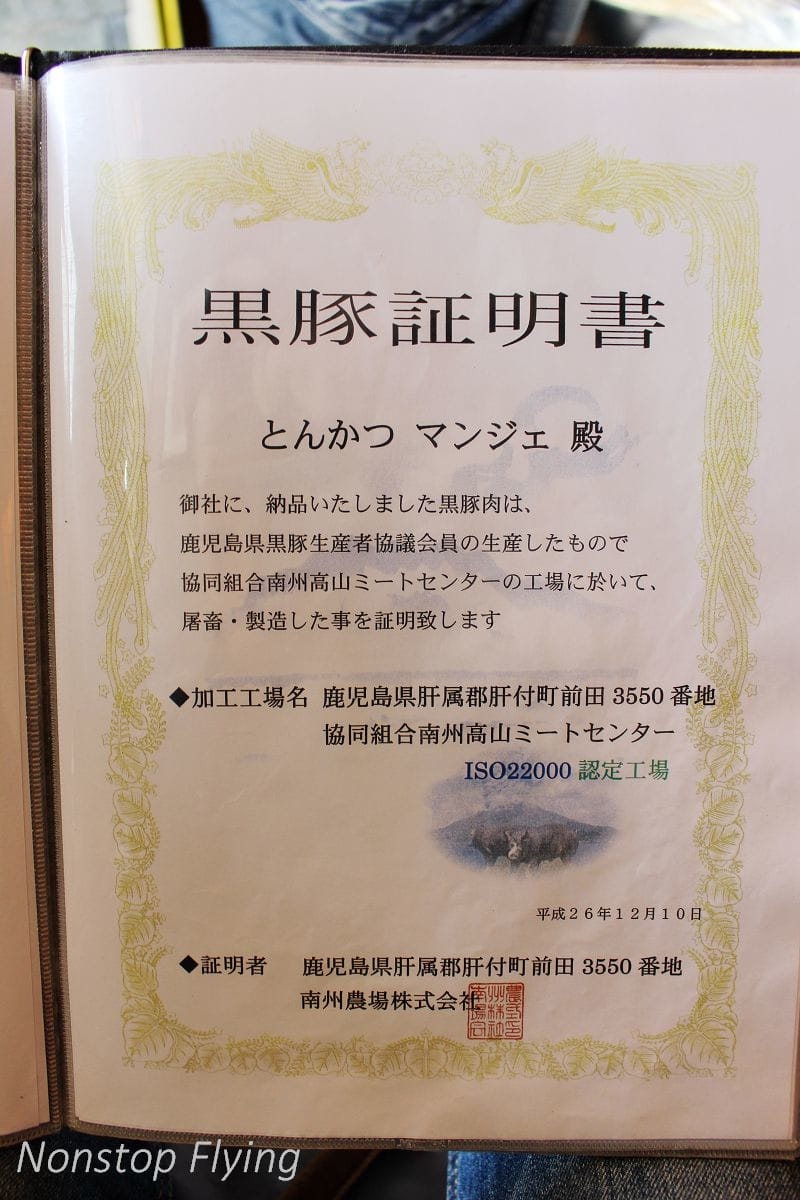 黒豚証明書
とんかつ マンジェ 殿
御社に、納品いたしました黒豚肉は、
鹿児島県黒豚生産者協議会員の生産したもので
協同組合南州高山ミートセンターの工場に於いて、
屠畜・製造した事を証明致します
◆加工工場名 鹿児島県肝属郡肝付町前田 3550 番地
協同組合南州高山ミートセンター
ISO22000 認定工場
平成26年12月10日
◆証明者 鹿児島県肝属郡肝付町前田 3550 番地
南州農場株式会社
Nonstop Flying